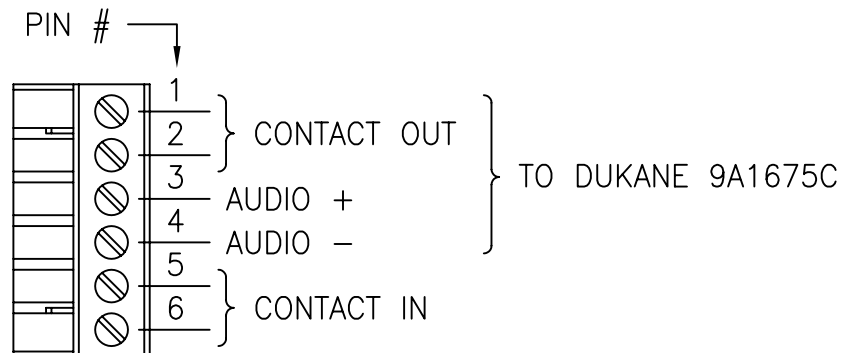 PIN #
1
2
CONTACT OUT
3
AUDIO +
TO DUKANE 9A1675C
4
AUDIO -
5
6
CONTACT IN